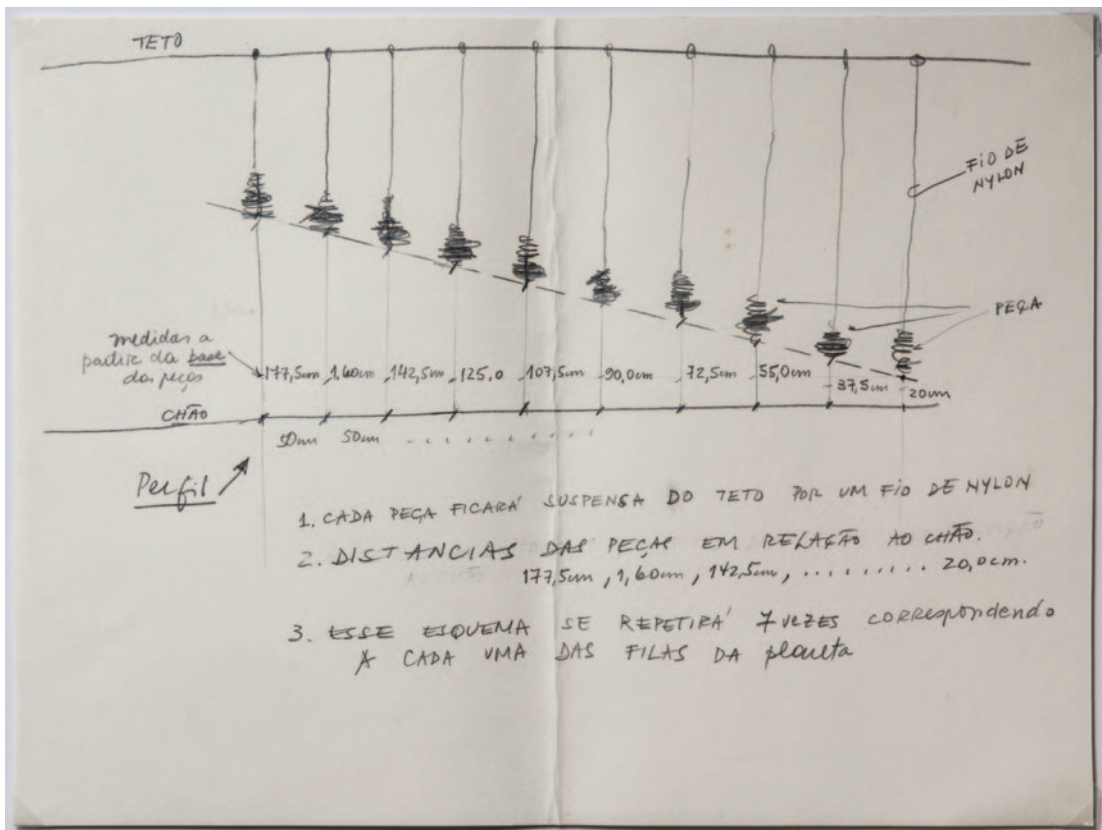 TETO
FIO DE
NYLON
PEÇA
medidas a
partir da base
das peças
177,5cm 1,60cm 142,5cm 125,0 107,5cm 90,0cm 72,5cm 55,0cm 37,5cm 20cm
CHÃO
50cm 50cm . . . . . . . . . .
Perfil
1. CADA PEÇA FICARÁ SUSPENSA DO TETO POR UM FIO DE NYLON
2. DISTANCIAS DAS PEÇAS EM RELAÇÃO AO CHÃO.
177,5cm, 1,60cm, 142,5cm, . . . . . . . . . 20,0cm.
3. ESSE ESQUEMA SE REPETIRÁ 7 VEZES correspondendo
A CADA UMA DAS FILAS DA planta